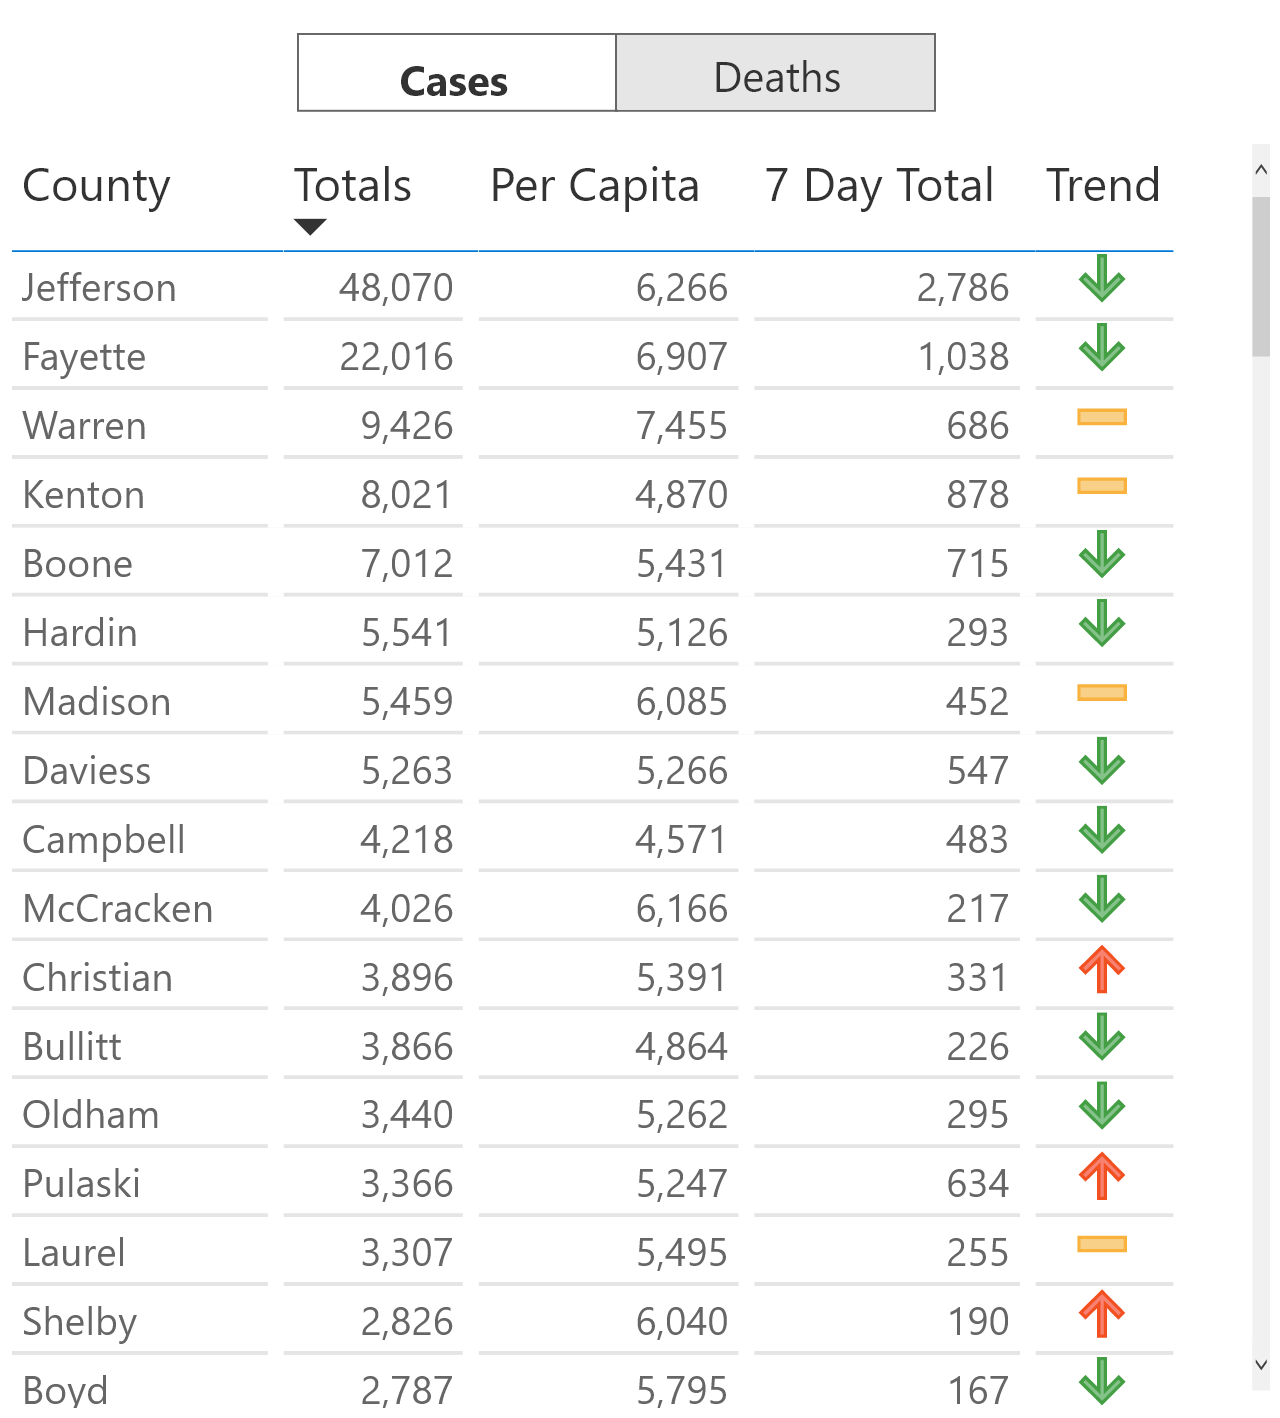 Cases Deaths
County Totals Per Capita 7 Day Total Trend
Jefferson 48,070 6,266 2,786
Fayette 22,016 6,907 1,038
Warren 9,426 7,455 686
Kenton 8,021 4,870 878
Boone 7,012 5,431 715
Hardin 5,541 5,126 293
Madison 5,459 6,085 452
Daviess 5,263 5,266 547
Campbell 4,218 4,571 483
McCracken 4,026 6,166 217
Christian 3,896 5,391 331
Bullitt 3,866 4,864 226
Oldham 3,440 5,262 295
Pulaski 3,366 5,247 634
Laurel 3,307 5,495 255
Shelby 2,826 6,040 190
Boyd 2,787 5,795 167